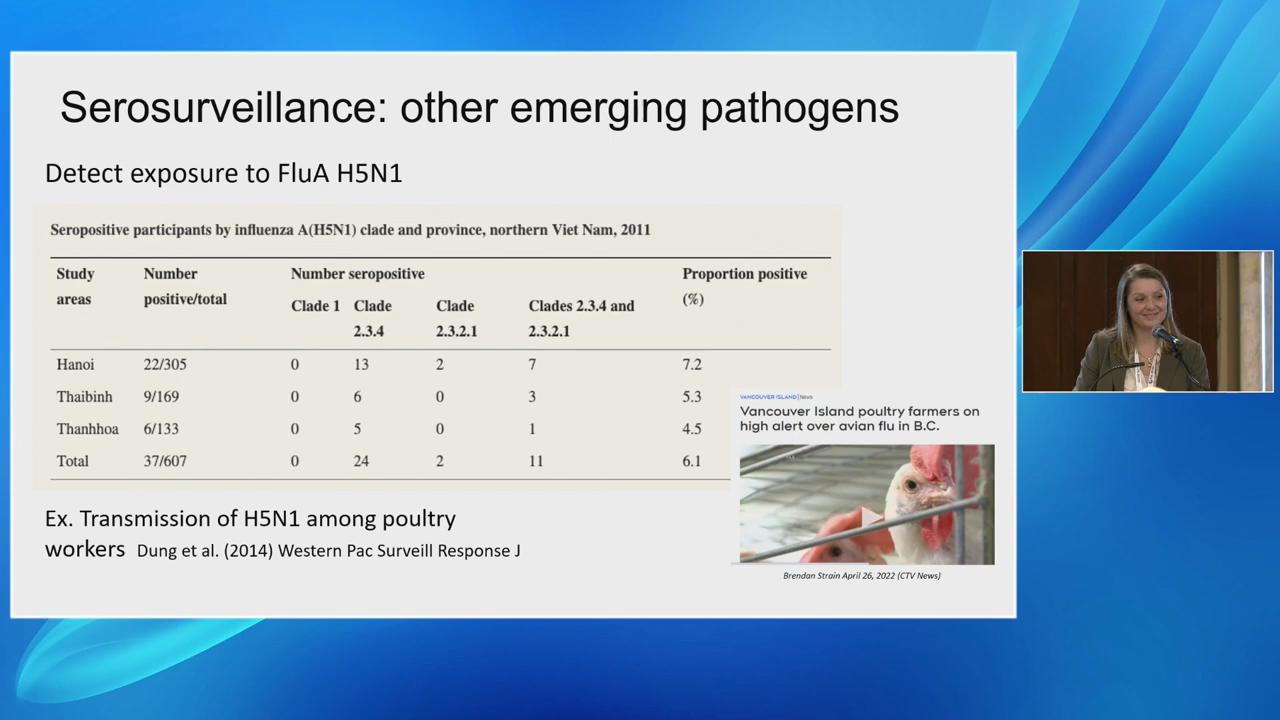 Serosurveillance: other emerging pathogens
Detect exposure to FluA H5N1
Seropositive participants by influenza A(H5N1) clade and province, northern Viet Nam, 2011
Study areas Number positive/total Number seropositive Proportion positive (%)
Clade 1 Clade 2.3.4 Clade 2.3.2.1 Clades 2.3.4 and 2.3.2.1
Hanoi 22/305 0 13 2 7 7.2
Thaibinh 9/169 0 6 0 3 5.3
Thanhhoa 6/133 0 5 0 1 4.5
Total 37/607 0 24 2 11 6.1
VANCOUVER ISLAND | News
Vancouver Island poultry farmers on
high alert over avian flu in B.C.
Brendan Strain April 26, 2022 (CTV News)
Ex. Transmission of H5N1 among poultry
workers Dung et al. (2014) Western Pac Surveill Response J